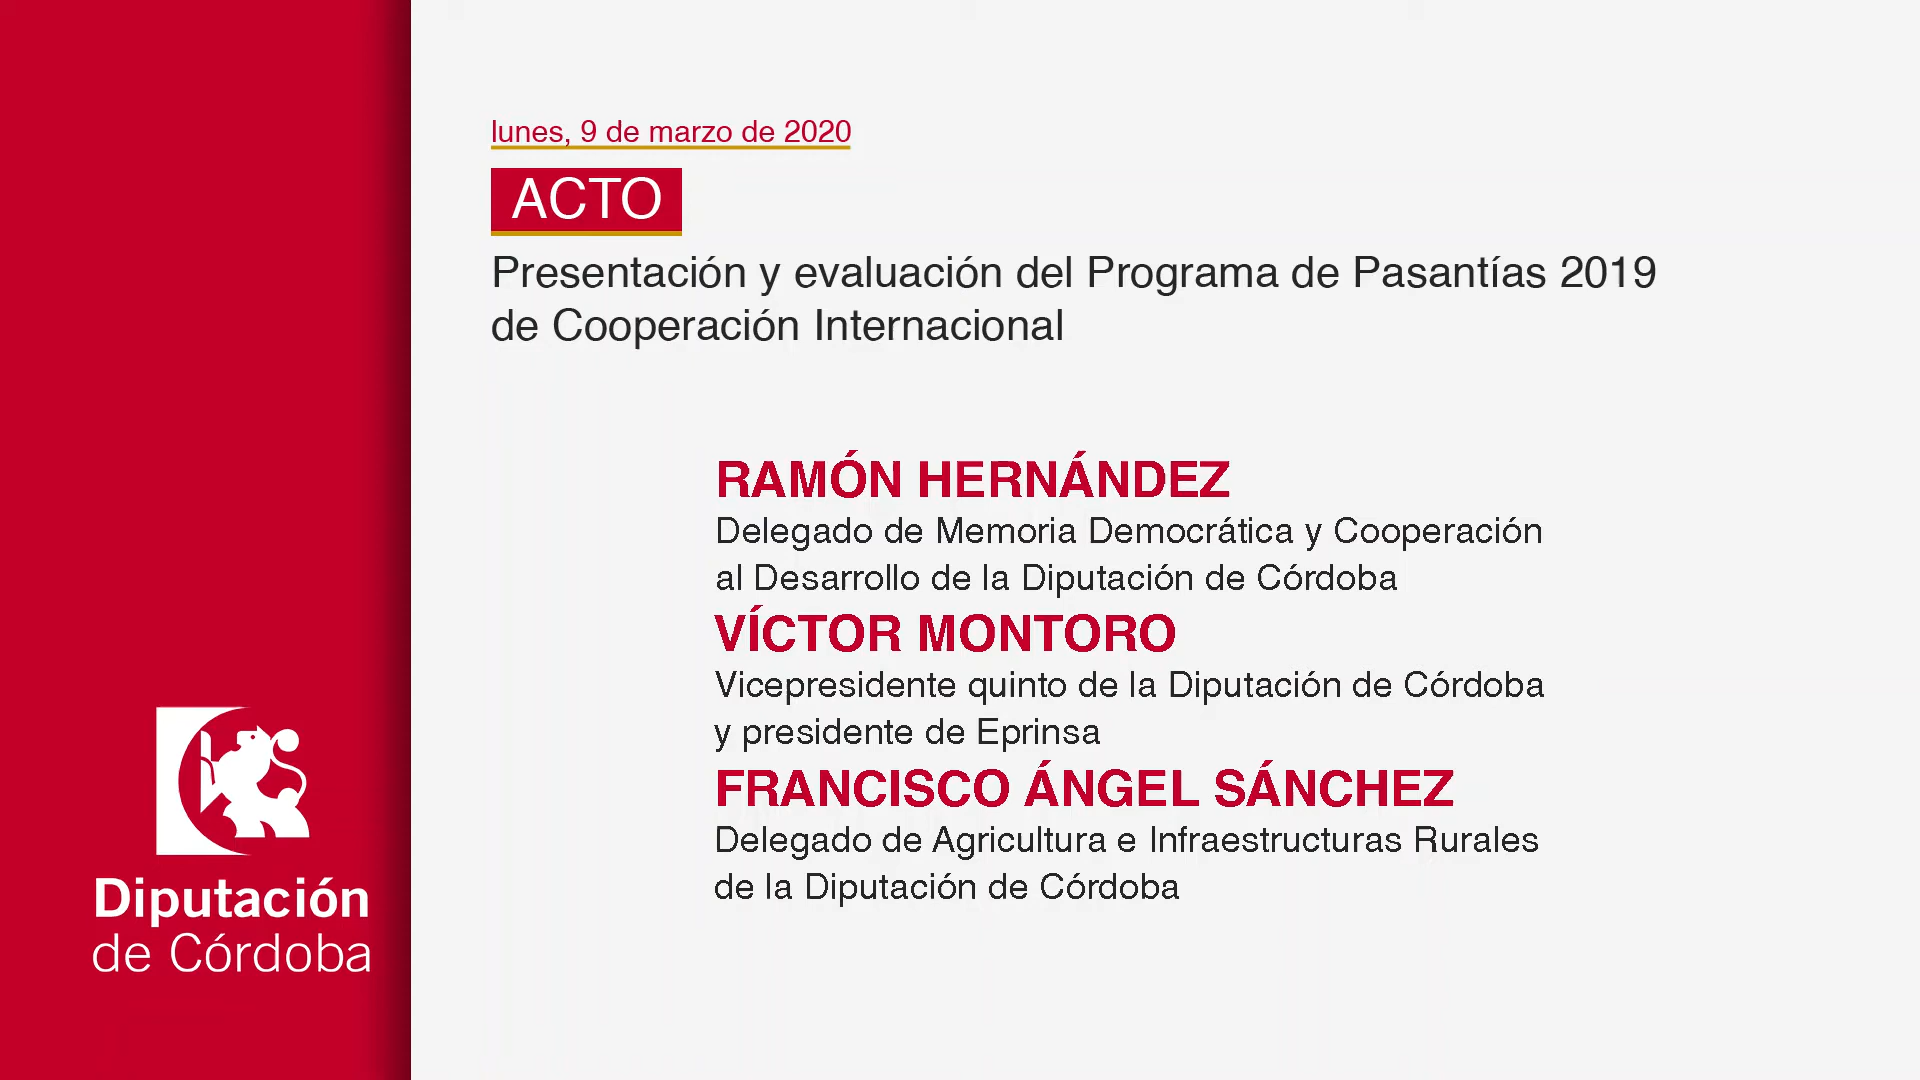 lunes, 9 de marzo de 2020
ACTO
Presentación y evaluación del Programa de Pasantías 2019
de Cooperación Internacional
RAMÓN HERNÁNDEZ
Delegado de Memoria Democrática y Cooperación
al Desarrollo de la Diputación de Córdoba
VÍCTOR MONTORO
Vicepresidente quinto de la Diputación de Córdoba
y presidente de Eprinsa
FRANCISCO ÁNGEL SÁNCHEZ
Delegado de Agricultura e Infraestructuras Rurales
de la Diputación de Córdoba
Diputación
de Córdoba